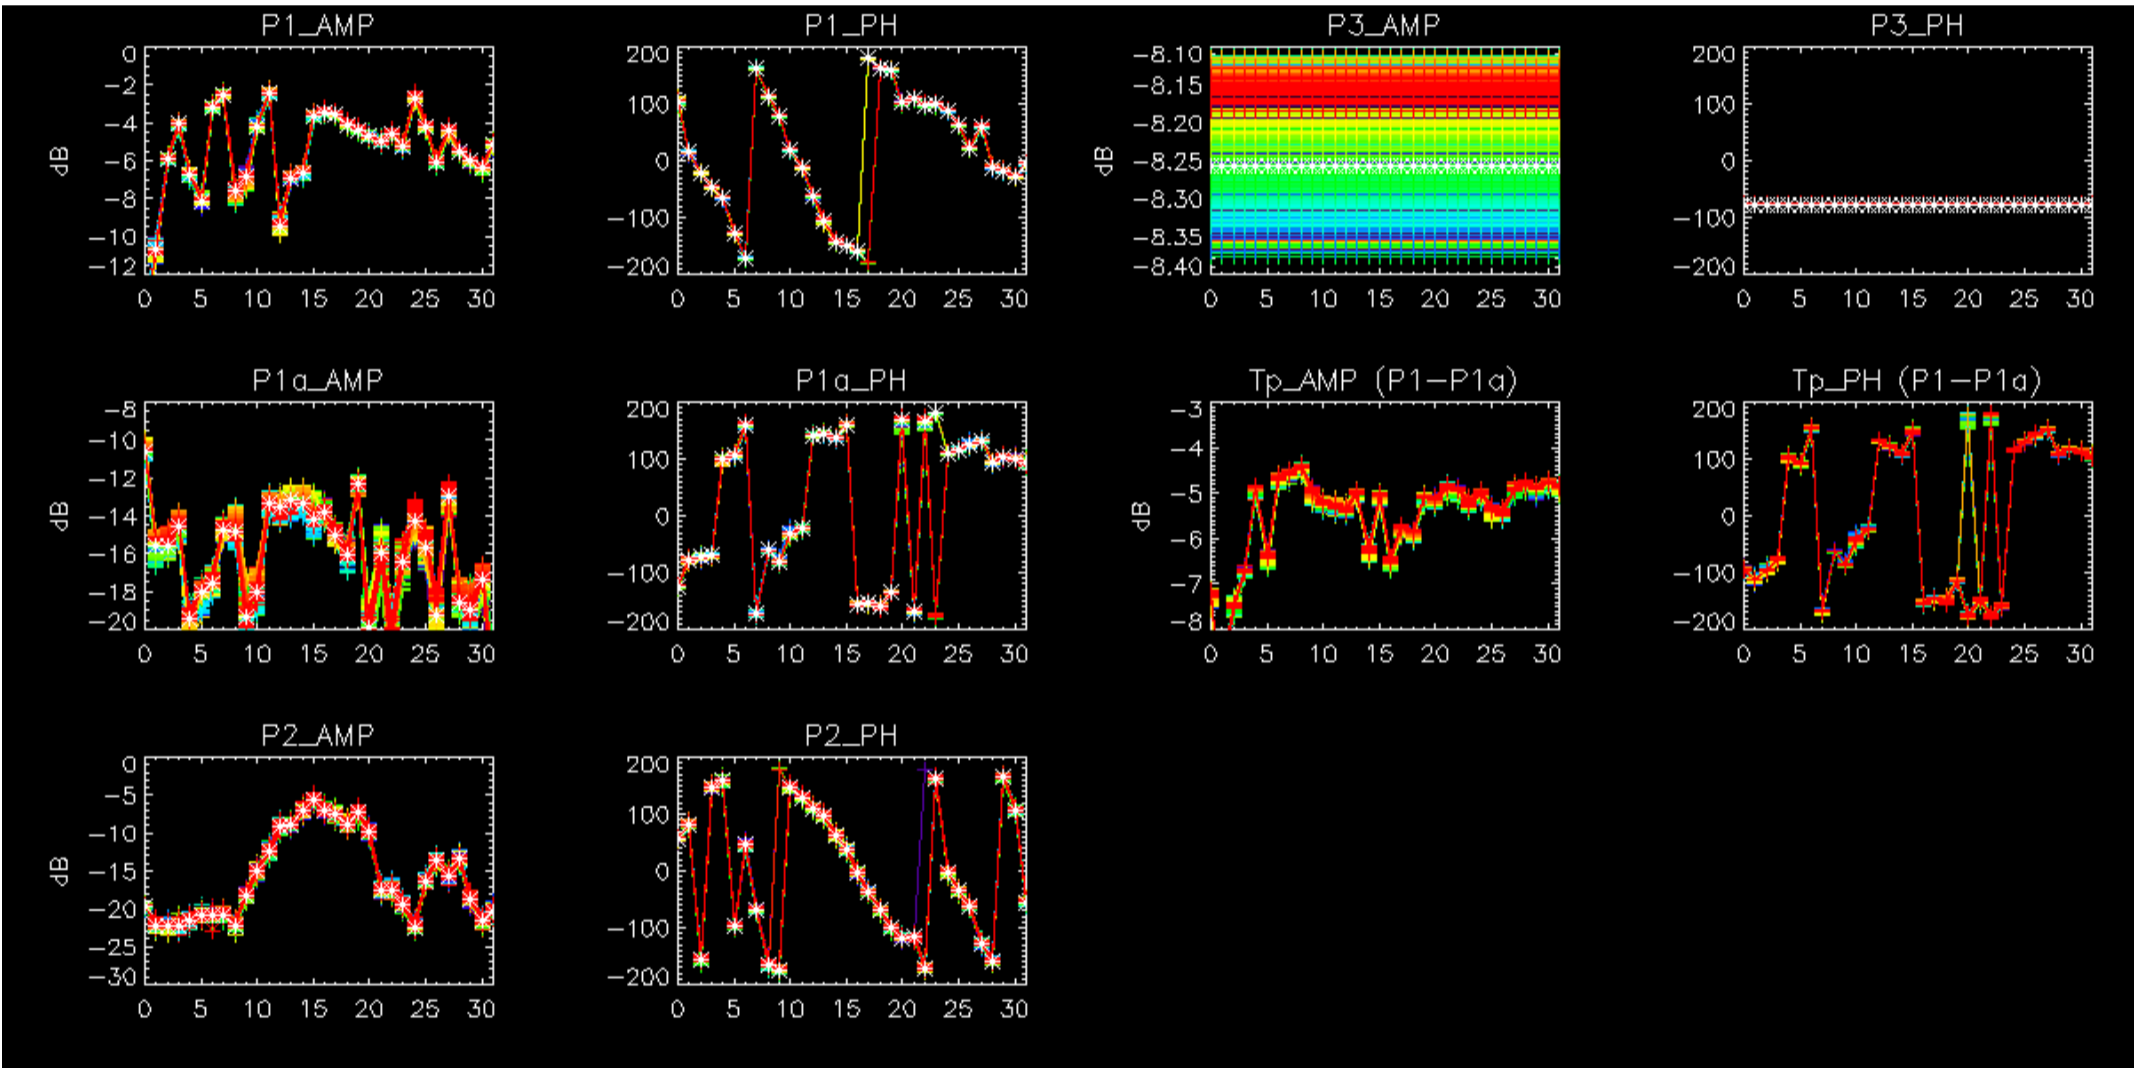 P1_AMP
0
-2
-4
-6
-8
-10
-12
dB
0 5 10 15 20 25 30
P1_PH
200
100
0
-100
-200
0 5 10 15 20 25 30
P3_AMP
-8.10
-8.15
-8.20
-8.25
-8.30
-8.35
-8.40
dB
0 5 10 15 20 25 30
P3_PH
200
100
0
-100
-200
0 5 10 15 20 25 30
P1a_AMP
-8
-10
-12
-14
-16
-18
-20
dB
0 5 10 15 20 25 30
P1a_PH
200
100
0
-100
-200
0 5 10 15 20 25 30
Tp_AMP (P1-P1a)
-3
-4
-5
-6
-7
-8
dB
0 5 10 15 20 25 30
Tp_PH (P1-P1a)
200
100
0
-100
-200
0 5 10 15 20 25 30
P2_AMP
0
-5
-10
-15
-20
-25
-30
dB
0 5 10 15 20 25 30
P2_PH
200
100
0
-100
-200
0 5 10 15 20 25 30